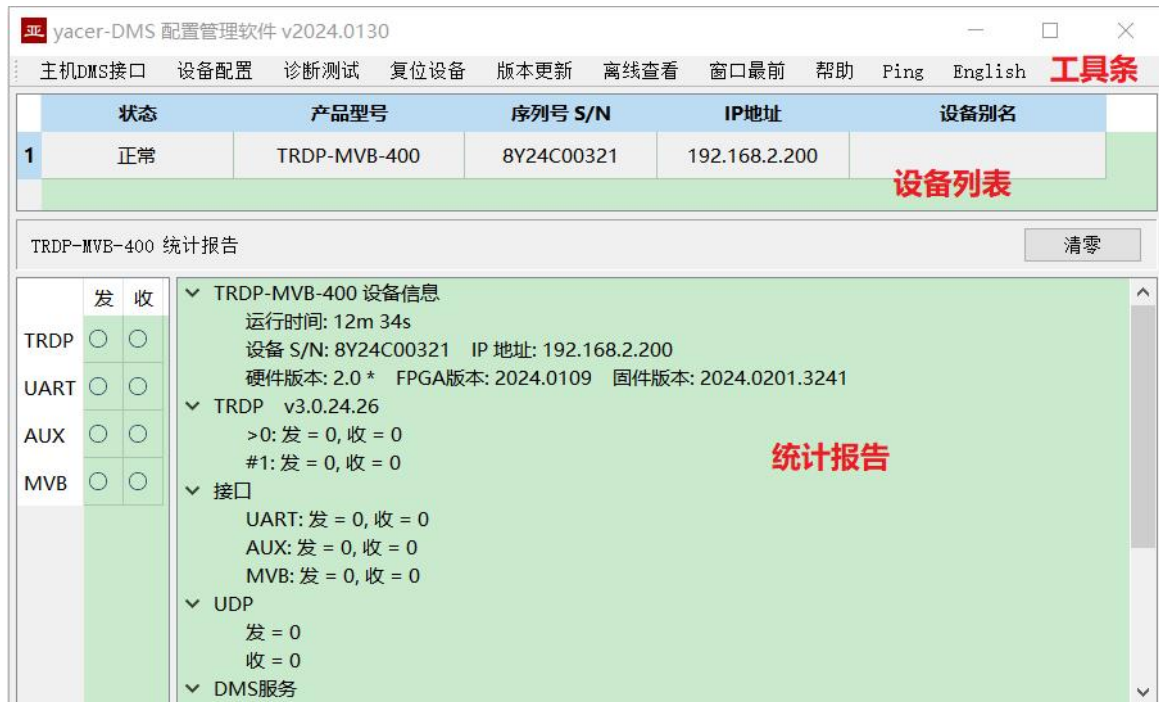 亚 yacer-DMS 配置管理软件 v2024.0130
主机DMS接口 设备配置 诊断测试 复位设备 版本更新 离线查看 窗口最前 帮助 Ping English 工具条
状态 产品型号 序列号 S/N IP地址 设备别名
1 正常 TRDP-MVB-400 8Y24C00321 192.168.2.200
设备列表
TRDP-MVB-400 统计报告 清零
发 收
TRDP
UART
AUX
MVB
TRDP-MVB-400 设备信息
运行时间: 12m 34s
设备 S/N: 8Y24C00321 IP 地址: 192.168.2.200
硬件版本: 2.0 * FPGA版本: 2024.0109 固件版本: 2024.0201.3241
TRDP v3.0.24.26
>0: 发 = 0, 收 = 0
#1: 发 = 0, 收 = 0
统计报告
接口
UART: 发 = 0, 收 = 0
AUX: 发 = 0, 收 = 0
MVB: 发 = 0, 收 = 0
UDP
发 = 0
收 = 0
DMS服务